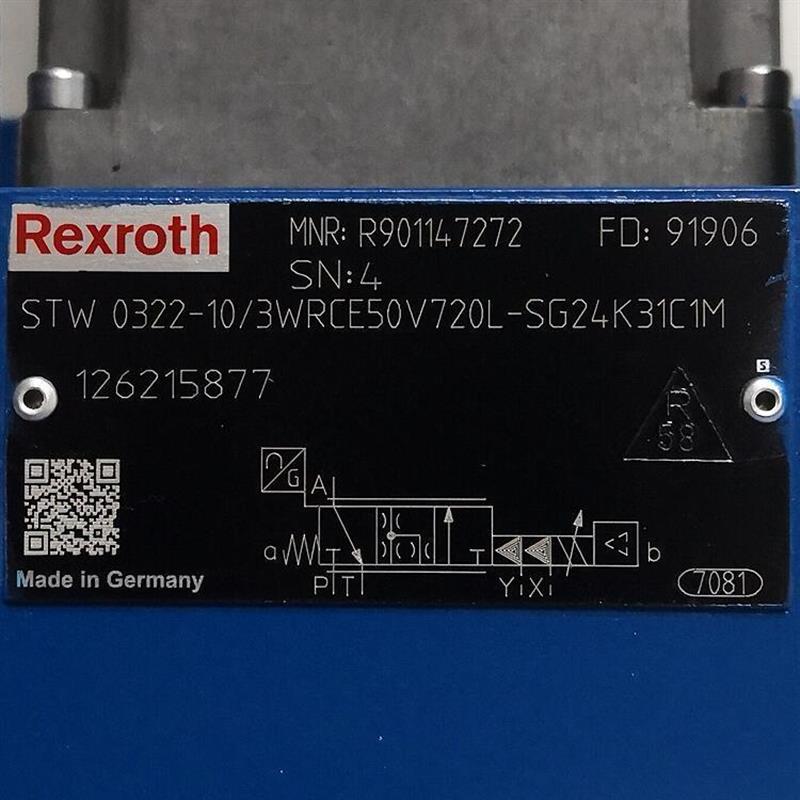 Rexroth MNR: R901147272 FD: 91906
SN:4
STW 0322-10/3WRCE50V720L-SG24K31C1M
126215877
S
R
58
G
A
a
b
P T Y X
Made in Germany
7081